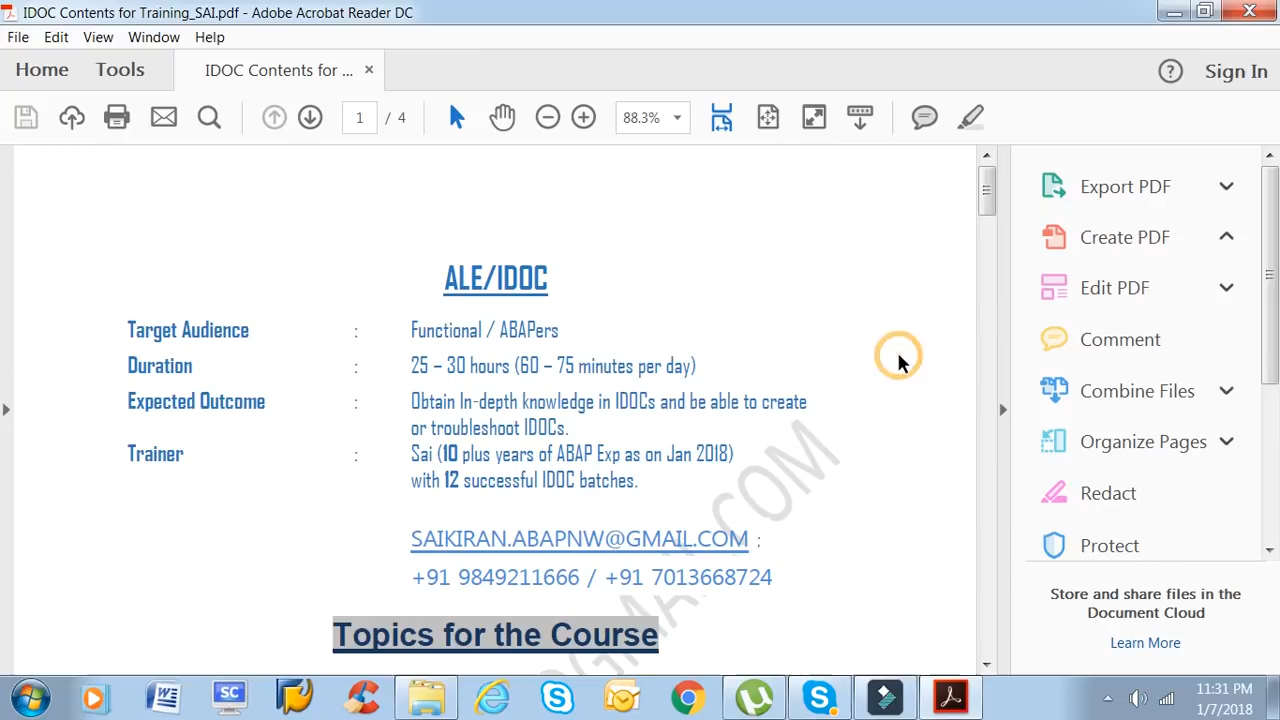 IDOC Contents for Training_SAI.pdf - Adobe Acrobat Reader DC
File Edit View Window Help
Home Tools IDOC Contents for ... × ? Sign In
1 / 4 88.3%
ALE/IDOC
Target Audience : Functional / ABAPers
Duration : 25 – 30 hours (60 – 75 minutes per day)
Expected Outcome : Obtain In-depth knowledge in IDOCs and be able to create
or troubleshoot IDOCs.
Trainer : Sai (10 plus years of ABAP Exp as on Jan 2018)
with 12 successful IDOC batches.
SAIKIRAN.ABAPNW@GMAIL.COM ;
+91 9849211666 / +91 7013668724
Topics for the Course
Export PDF
Create PDF
Edit PDF
Comment
Combine Files
Organize Pages
Redact
Protect
Store and share files in the
Document Cloud
Learn More
SC
11:31 PM
1/7/2018